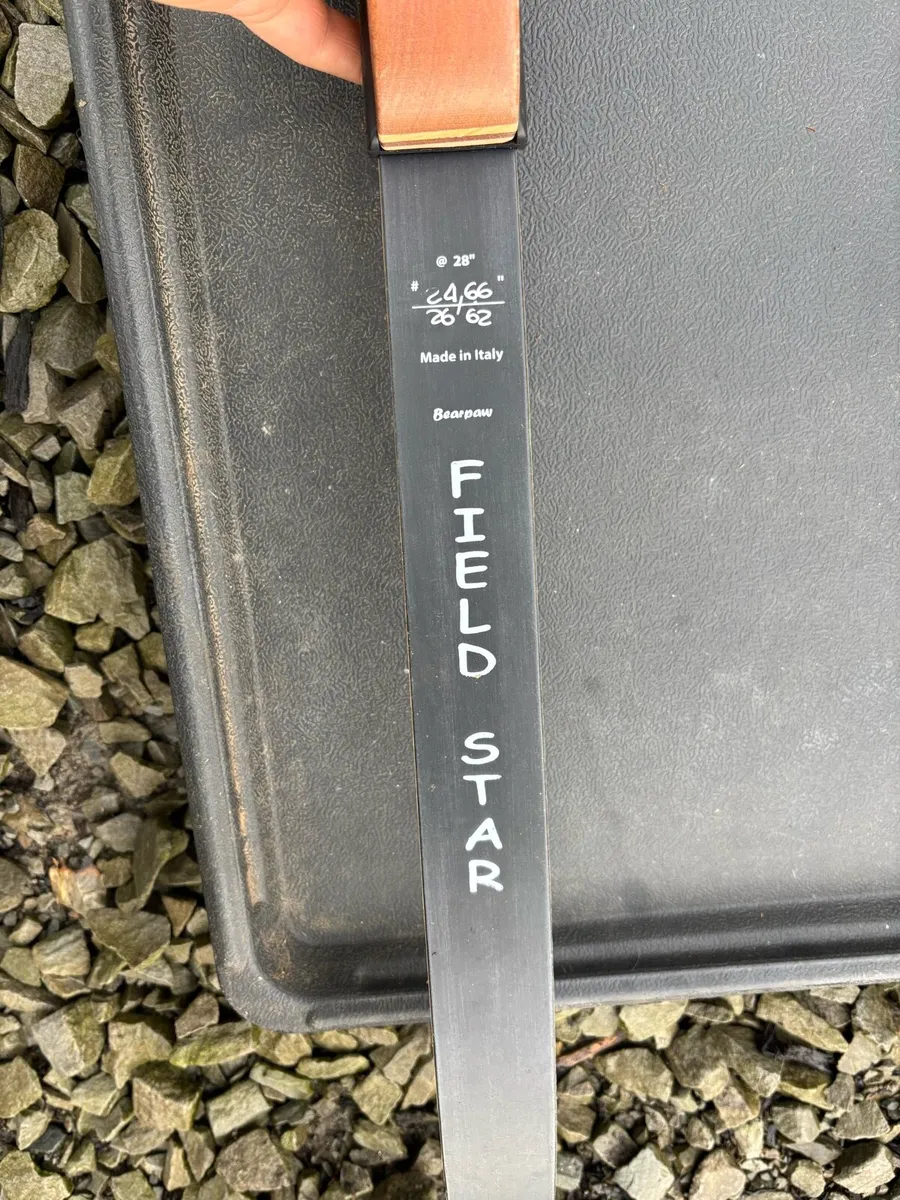 @ 28"
# 24,66 "
26 62
Made in Italy
Bearpaw
FIELD STAR